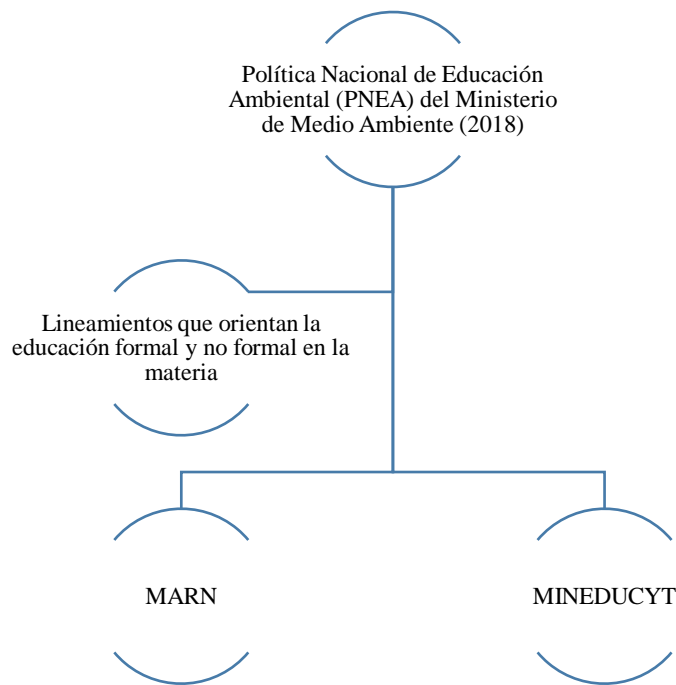 Política Nacional de Educación
Ambiental (PNEA) del Ministerio
de Medio Ambiente (2018)
Lineamientos que orientan la
educación formal y no formal en la
materia
MARN
MINEDUCYT